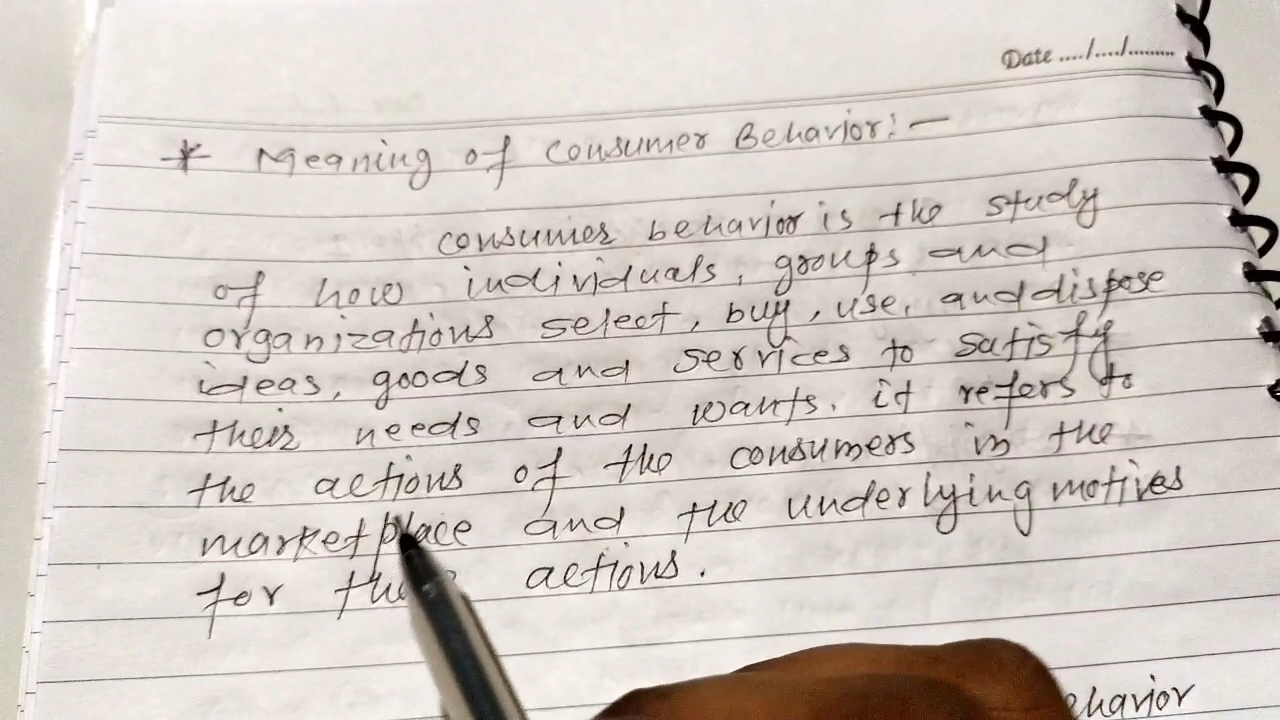 Date ..../..../.........
* Meaning of consumer Behavior:-
consumer behavior is the study
of how individuals, groups and
organizations select, buy, use, and dispose
ideas, goods and services to satisfy
their needs and wants. it refers to
the actions of the consumers in the
marketplace and the underlying motives
for actions.